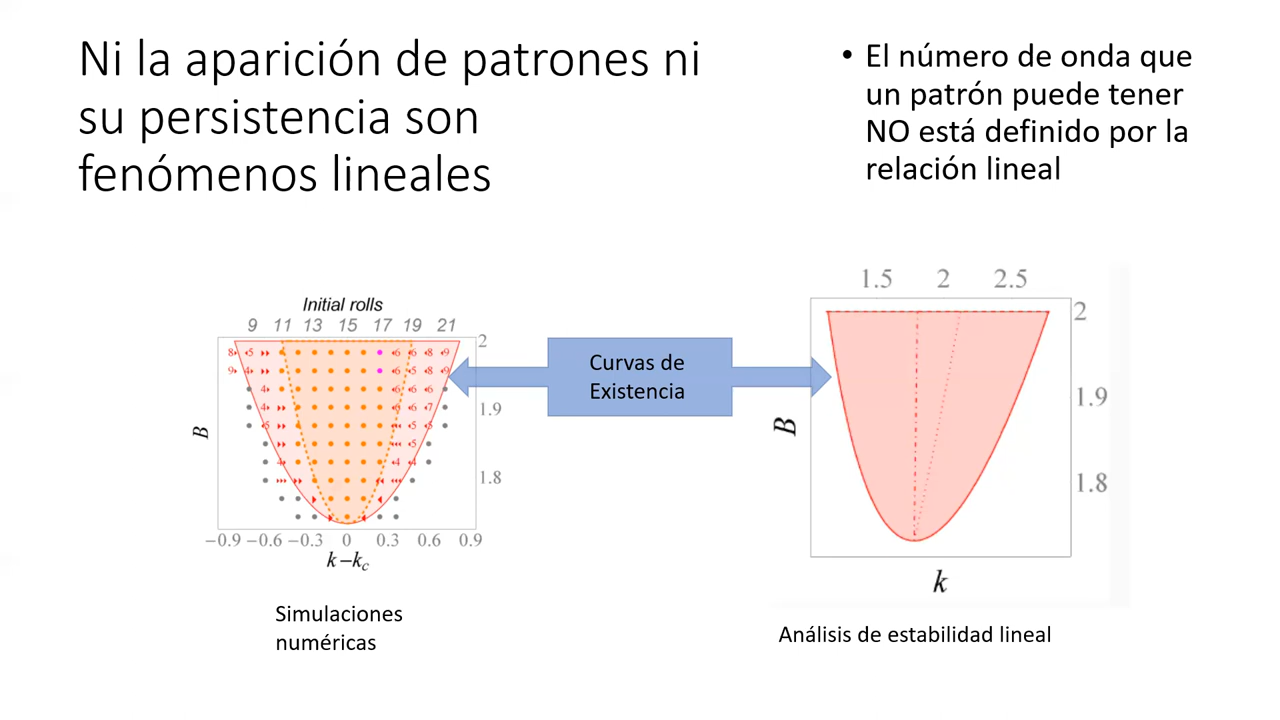 Ni la aparición de patrones ni
su persistencia son
fenómenos lineales
• El número de onda que
un patrón puede tener
NO está definido por la
relación lineal
Initial rolls
9 11 13 15 17 19 21
2
1.9
1.8
B
−0.9 −0.6 −0.3 0 0.3 0.6 0.9
k−kc
Simulaciones
numéricas
Curvas de
Existencia
1.5 2 2.5
2
1.9
1.8
B
k
Análisis de estabilidad lineal